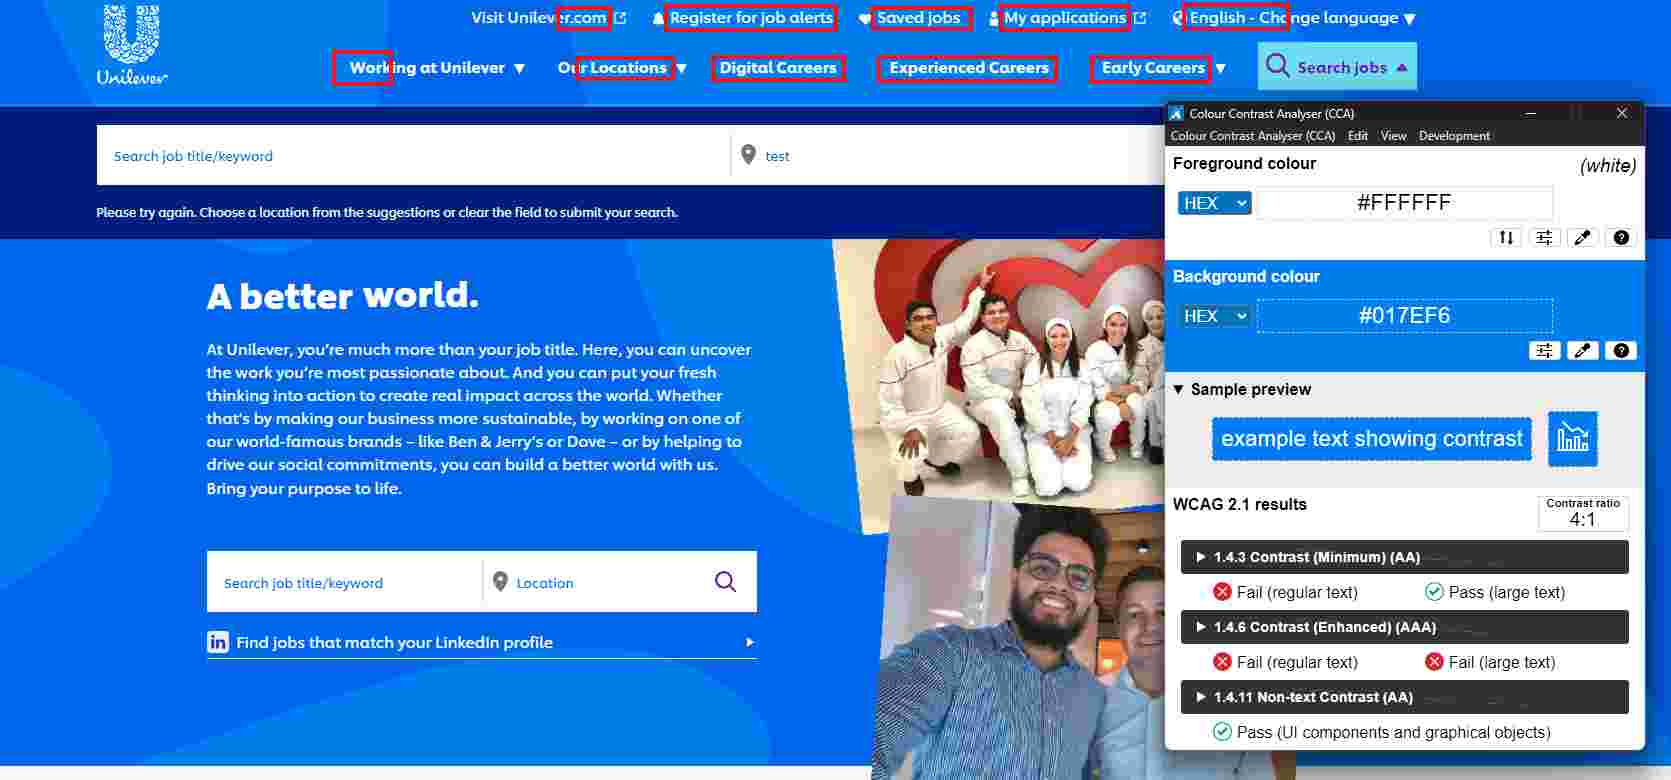 Visit Unilever.com
Register for job alerts
Saved jobs
My applications
English - Change language
Unilever
Working at Unilever
Our Locations
Digital Careers
Experienced Careers
Early Careers
Search jobs
Search job title/keyword
test
Please try again. Choose a location from the suggestions or clear the field to submit your search.
A better world.
At Unilever, you're much more than your job title. Here, you can uncover
the work you're most passionate about. And you can put your fresh
thinking into action to create real impact across the world. Whether
that's by making our business more sustainable, by working on one of
our world-famous brands – like Ben & Jerry's or Dove – or by helping to
drive our social commitments, you can build a better world with us.
Bring your purpose to life.
Search job title/keyword
Location
in Find jobs that match your LinkedIn profile
Colour Contrast Analyser (CCA)
Colour Contrast Analyser (CCA) Edit View Development
Foreground colour
(white)
HEX
#FFFFFF
Background colour
HEX
#017EF6
Sample preview
example text showing contrast
WCAG 2.1 results
Contrast ratio
4:1
1.4.3 Contrast (Minimum) (AA)
Fail (regular text)
Pass (large text)
1.4.6 Contrast (Enhanced) (AAA)
Fail (regular text)
Fail (large text)
1.4.11 Non-text Contrast (AA)
Pass (UI components and graphical objects)